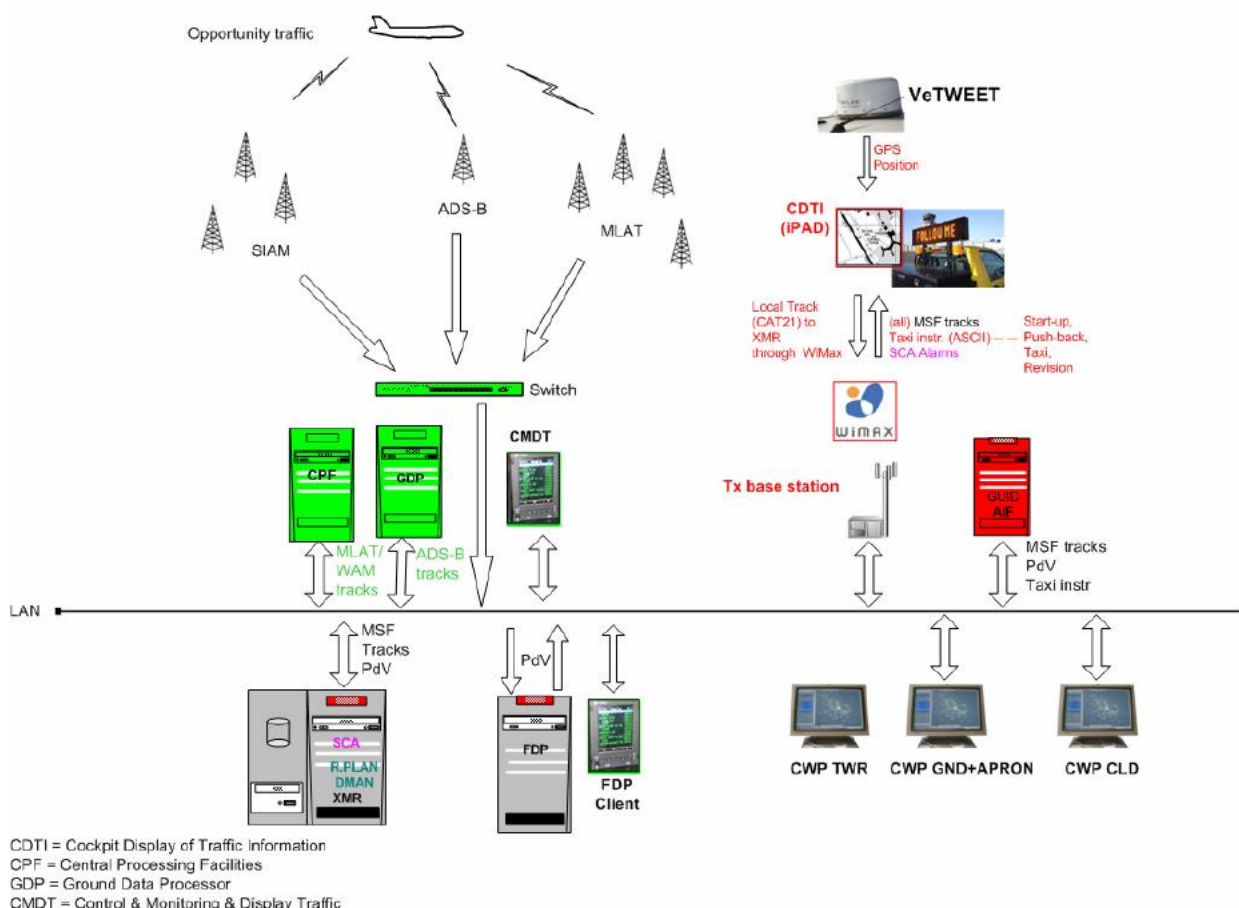 Opportunity traffic
VeTWEET
GPS
Position
CDTI
(iPAD)
FOLLOW ME
SIAM
ADS-B
MLAT
Local Track
(CAT21) to
XMR
through WiMax
(all) MSF tracks
Taxi instr. (ASCII)
SCA Alarms
Start-up,
Push-back,
Taxi,
Revision
Switch
WiMAX
CPF
GDP
CMDT
Tx base station
GUID
AIF
MLAT/
WAM
tracks
ADS-B
tracks
MSF tracks
PdV
Taxi instr
LAN
MSF
Tracks
PdV
PdV
SCA
R.PLAN
DMAN
XMR
FDP
FDP
Client
CWP TWR
CWP GND+APRON
CWP CLD
CDTI = Cockpit Display of Traffic Information
CPF = Central Processing Facilities
GDP = Ground Data Processor
CMDT = Control & Monitoring & Display Traffic